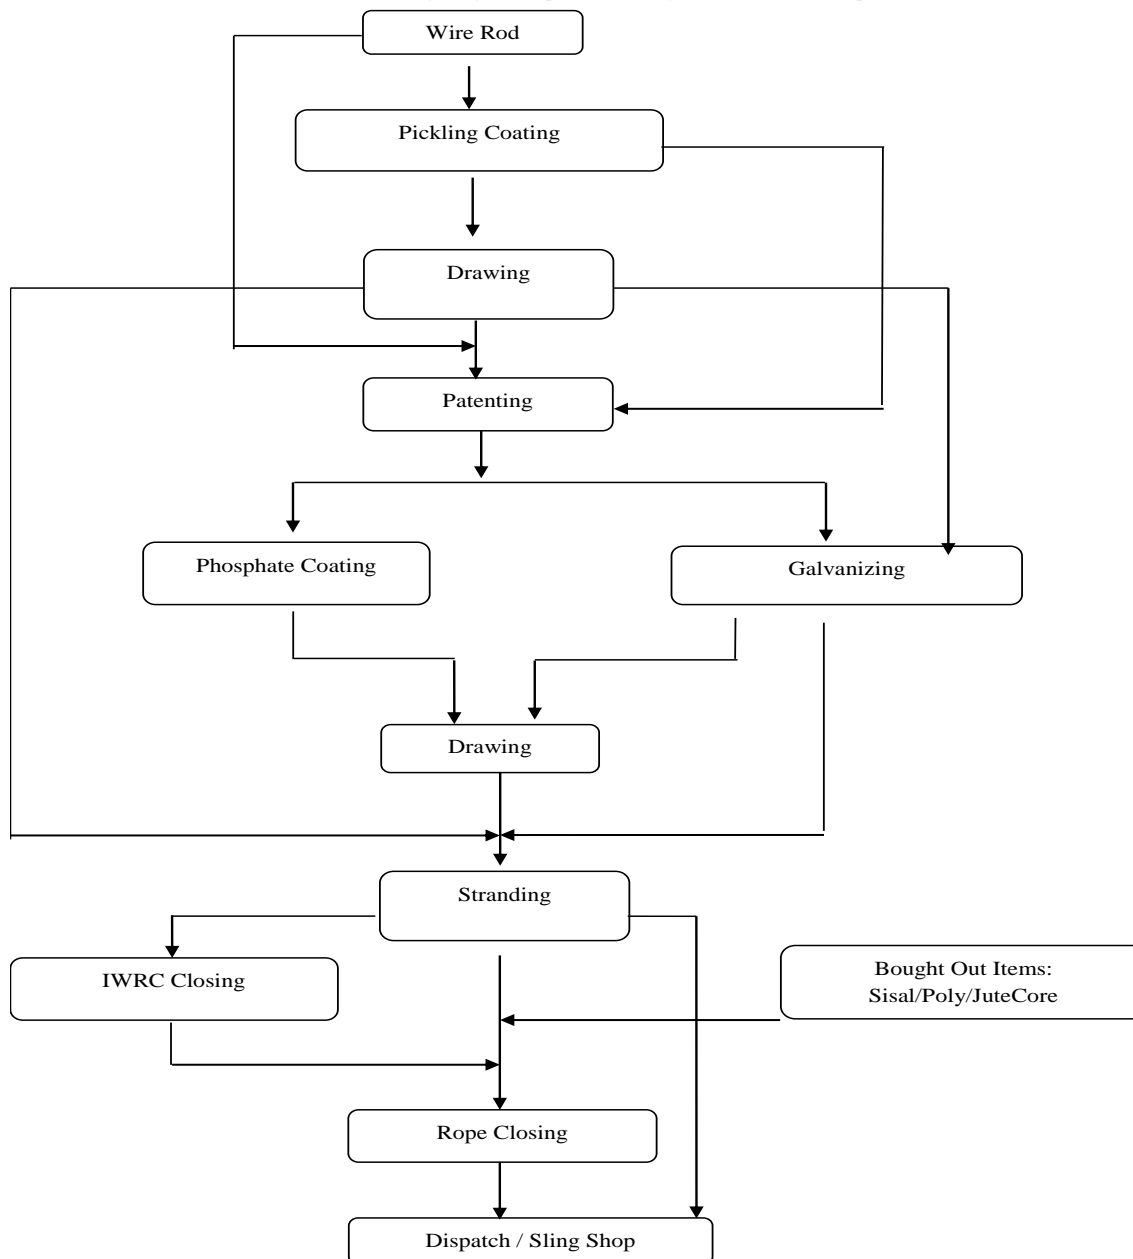 Wire Rod
Pickling Coating
Drawing
Patenting
Phosphate Coating
Galvanizing
Drawing
Stranding
IWRC Closing
Bought Out Items:
Sisal/Poly/JuteCore
Rope Closing
Dispatch / Sling Shop